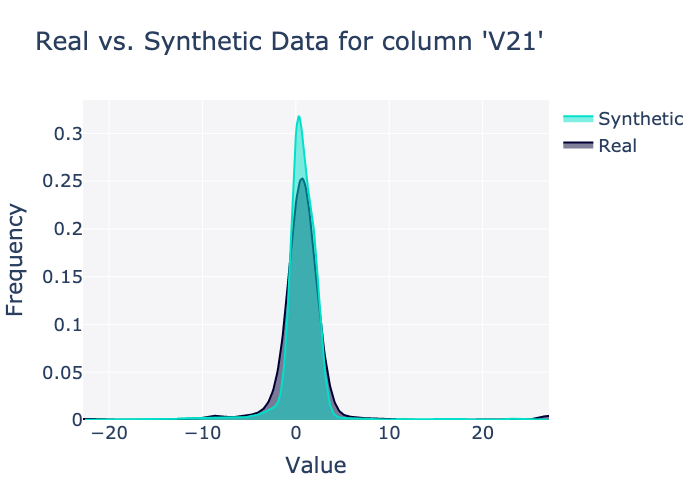 Real vs. Synthetic Data for column 'V21'
Synthetic
Real
0.3
0.25
0.2
0.15
0.1
0.05
0
Frequency
−20
−10
0
10
20
Value